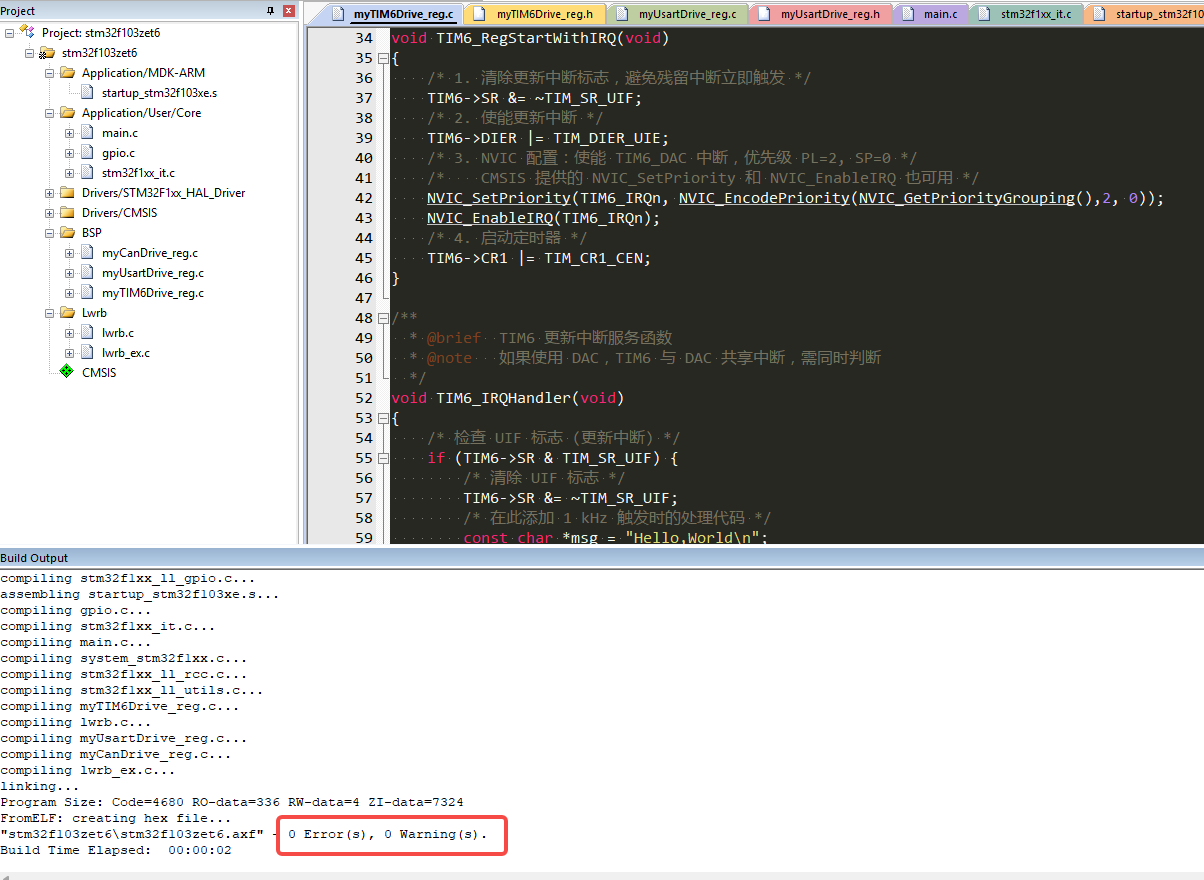 Project
Project: stm32f103zet6
stm32f103zet6
Application/MDK-ARM
startup_stm32f103xe.s
Application/User/Core
main.c
gpio.c
stm32f1xx_it.c
Drivers/STM32F1xx_HAL_Driver
Drivers/CMSIS
BSP
myCanDrive_reg.c
myUsartDrive_reg.c
myTIM6Drive_reg.c
Lwrb
lwrb.c
lwrb_ex.c
CMSIS
myTIM6Drive_reg.c myTIM6Drive_reg.h myUsartDrive_reg.c myUsartDrive_reg.h main.c stm32f1xx_it.c startup_stm32f10
34 void TIM6_RegStartWithIRQ(void)
35 {
36 /* 1. 清除更新中断标志，避免残留中断立即触发 */
37 TIM6->SR &= ~TIM_SR_UIF;
38 /* 2. 使能更新中断 */
39 TIM6->DIER |= TIM_DIER_UIE;
40 /* 3. NVIC 配置：使能 TIM6_DAC 中断，优先级 PL=2, SP=0 */
41 /* CMSIS 提供的 NVIC_SetPriority 和 NVIC_EnableIRQ 也可用 */
42 NVIC_SetPriority(TIM6_IRQn, NVIC_EncodePriority(NVIC_GetPriorityGrouping(),2, 0));
43 NVIC_EnableIRQ(TIM6_IRQn);
44 /* 4. 启动定时器 */
45 TIM6->CR1 |= TIM_CR1_CEN;
46 }
47
48 /**
49 * @brief TIM6 更新中断服务函数
50 * @note 如果使用 DAC，TIM6 与 DAC 共享中断，需同时判断
51 */
52 void TIM6_IRQHandler(void)
53 {
54 /* 检查 UIF 标志（更新中断）*/
55 if (TIM6->SR & TIM_SR_UIF) {
56 /* 清除 UIF 标志 */
57 TIM6->SR &= ~TIM_SR_UIF;
58 /* 在此添加 1 kHz 触发时的处理代码 */
59 const char *msg = "Hello,World\n";
Build Output
compiling stm32f1xx_ll_gpio.c...
assembling startup_stm32f103xe.s...
compiling gpio.c...
compiling stm32f1xx_it.c...
compiling main.c...
compiling system_stm32f1xx.c...
compiling stm32f1xx_ll_rcc.c...
compiling stm32f1xx_ll_utils.c...
compiling myTIM6Drive_reg.c...
compiling lwrb.c...
compiling myUsartDrive_reg.c...
compiling myCanDrive_reg.c...
compiling lwrb_ex.c...
linking...
Program Size: Code=4680 RO-data=336 RW-data=4 ZI-data=7324
FromELF: creating hex file...
"stm32f103zet6\stm32f103zet6.axf" - 0 Error(s), 0 Warning(s).
Build Time Elapsed: 00:00:02